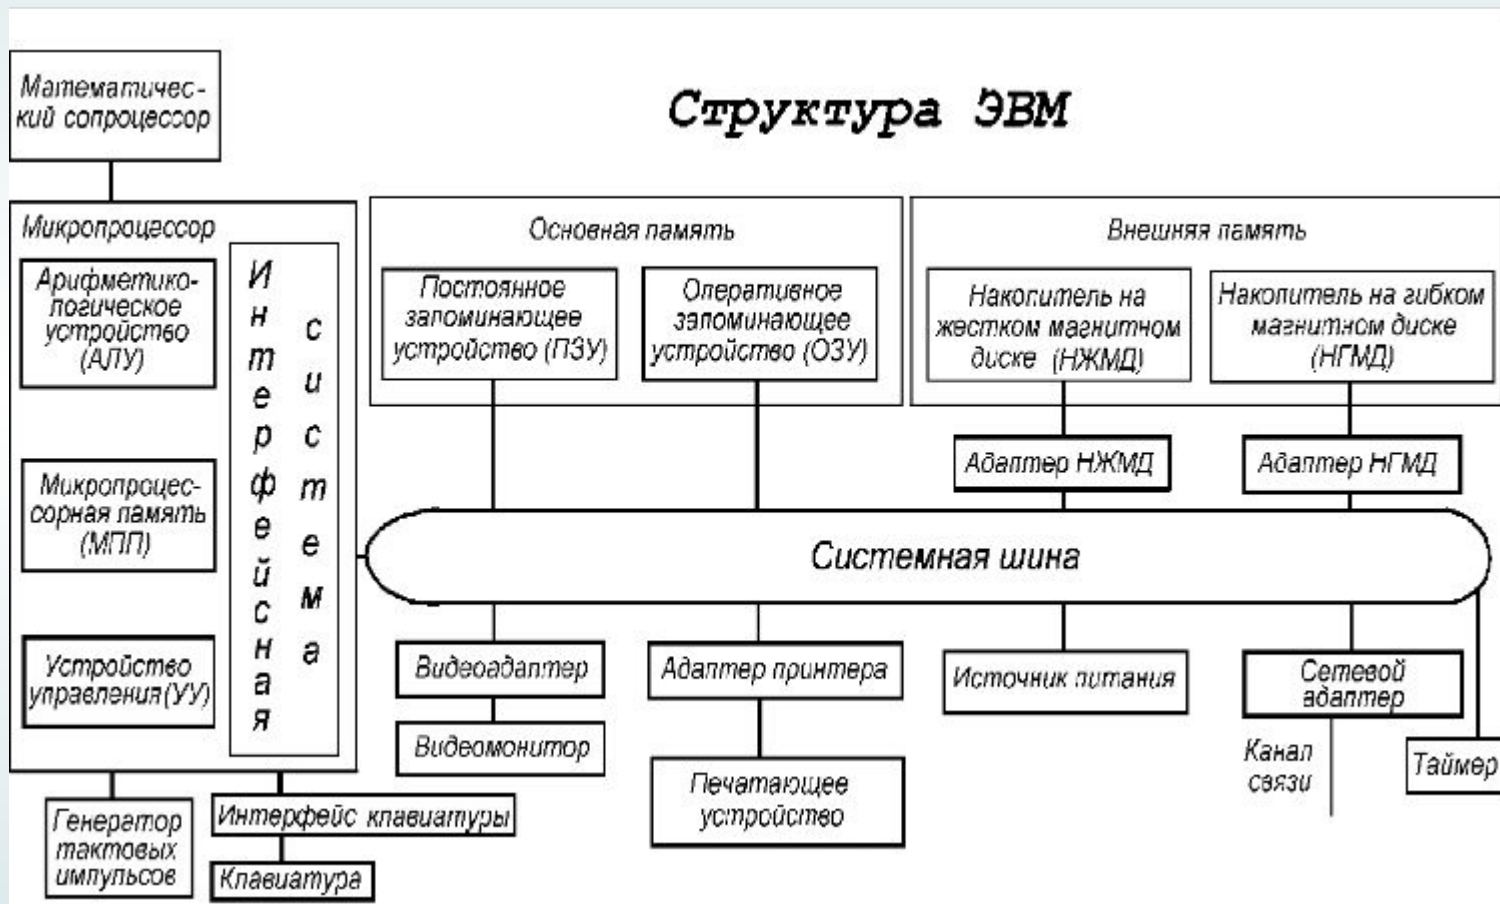 Математичес-
кий сопроцессор
Структура ЭВМ
Микропроцессор
Арифметико-
логическое
устройство
(АЛУ)
Микропроцес-
сорная память
(МПП)
Устройство
управления(УУ)
Интерфейсная
система
Основная память
Постоянное
запоминающее
устройство (ПЗУ)
Оперативное
запоминающее
устройство (ОЗУ)
Внешняя память
Накопитель на
жестком магнитном
диске (НЖМД)
Накопитель на гибком
магнитном диске
(НГМД)
Адаптер НЖМД
Адаптер НГМД
Системная шина
Видеоадаптер
Видеомонитор
Адаптер принтера
Печатающее
устройство
Источник питания
Сетевой
адаптер
Канал
связи
Таймер
Генератор
тактовых
импульсов
Интерфейс клавиатуры
Клавиатура